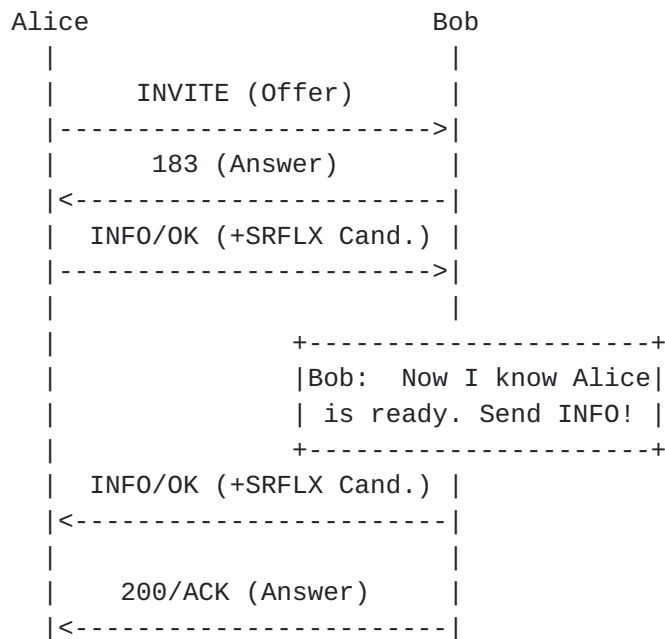 Alice Bob
INVITE (Offer)
183 (Answer)
INFO/OK (+SRFLX Cand.)
Bob: Now I know Alice
is ready. Send INFO!
INFO/OK (+SRFLX Cand.)
200/ACK (Answer)